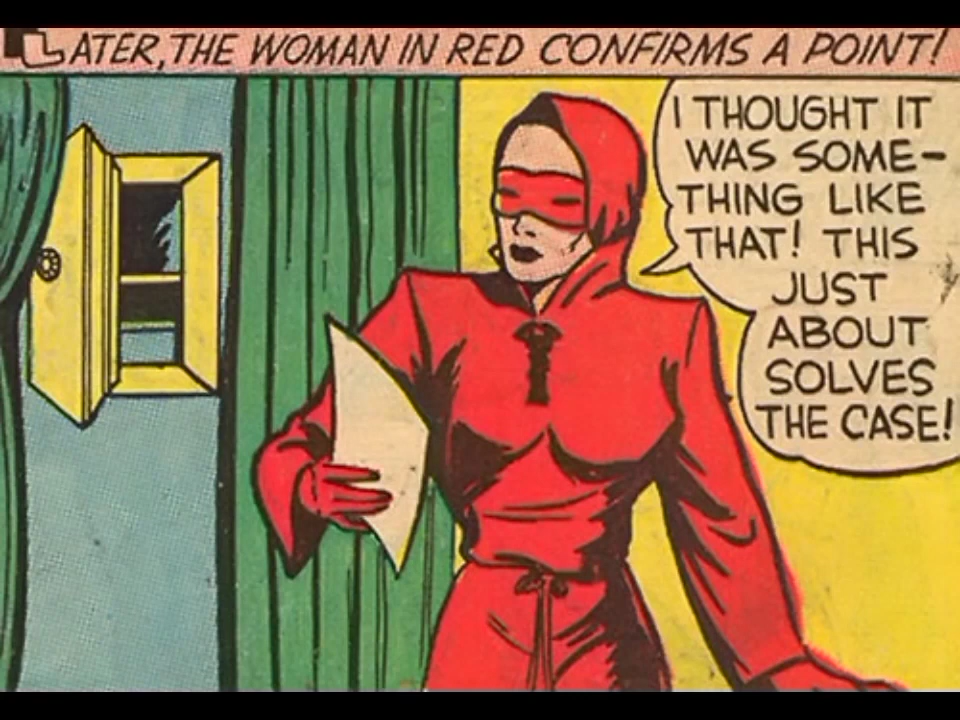 LATER, THE WOMAN IN RED CONFIRMS A POINT!
I THOUGHT IT
WAS SOME-
THING LIKE
THAT! THIS
JUST
ABOUT
SOLVES
THE CASE!